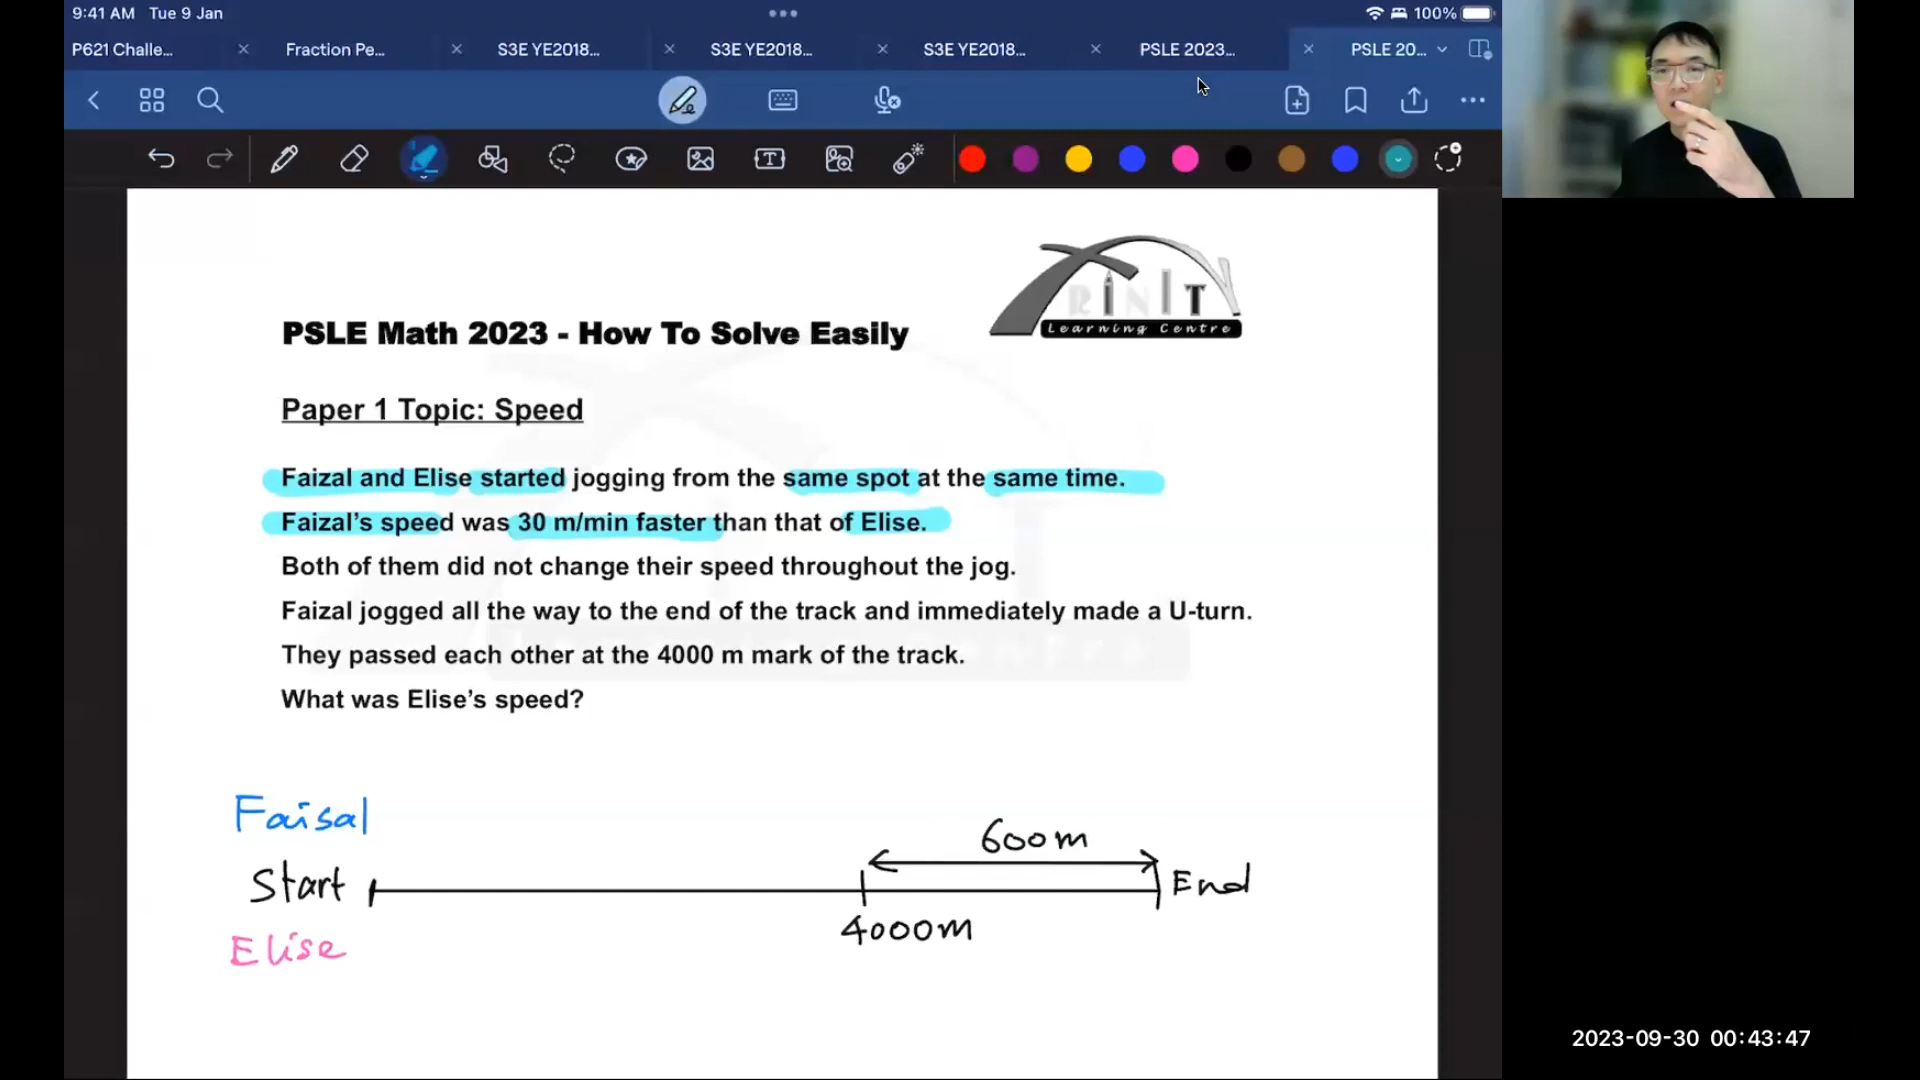 9:41 AM Tue 9 Jan
100%
P621 Challe...
Fraction Pe...
S3E YE2018...
S3E YE2018...
S3E YE2018...
PSLE 2023...
PSLE 20...
TRINITY
Learning Centre
PSLE Math 2023 - How To Solve Easily
Paper 1 Topic: Speed
Faizal and Elise started jogging from the same spot at the same time.
Faizal’s speed was 30 m/min faster than that of Elise.
Both of them did not change their speed throughout the jog.
Faizal jogged all the way to the end of the track and immediately made a U-turn.
They passed each other at the 4000 m mark of the track.
What was Elise’s speed?
Faisal
600m
Start
End
4000m
Elise
2023-09-30 00:43:47